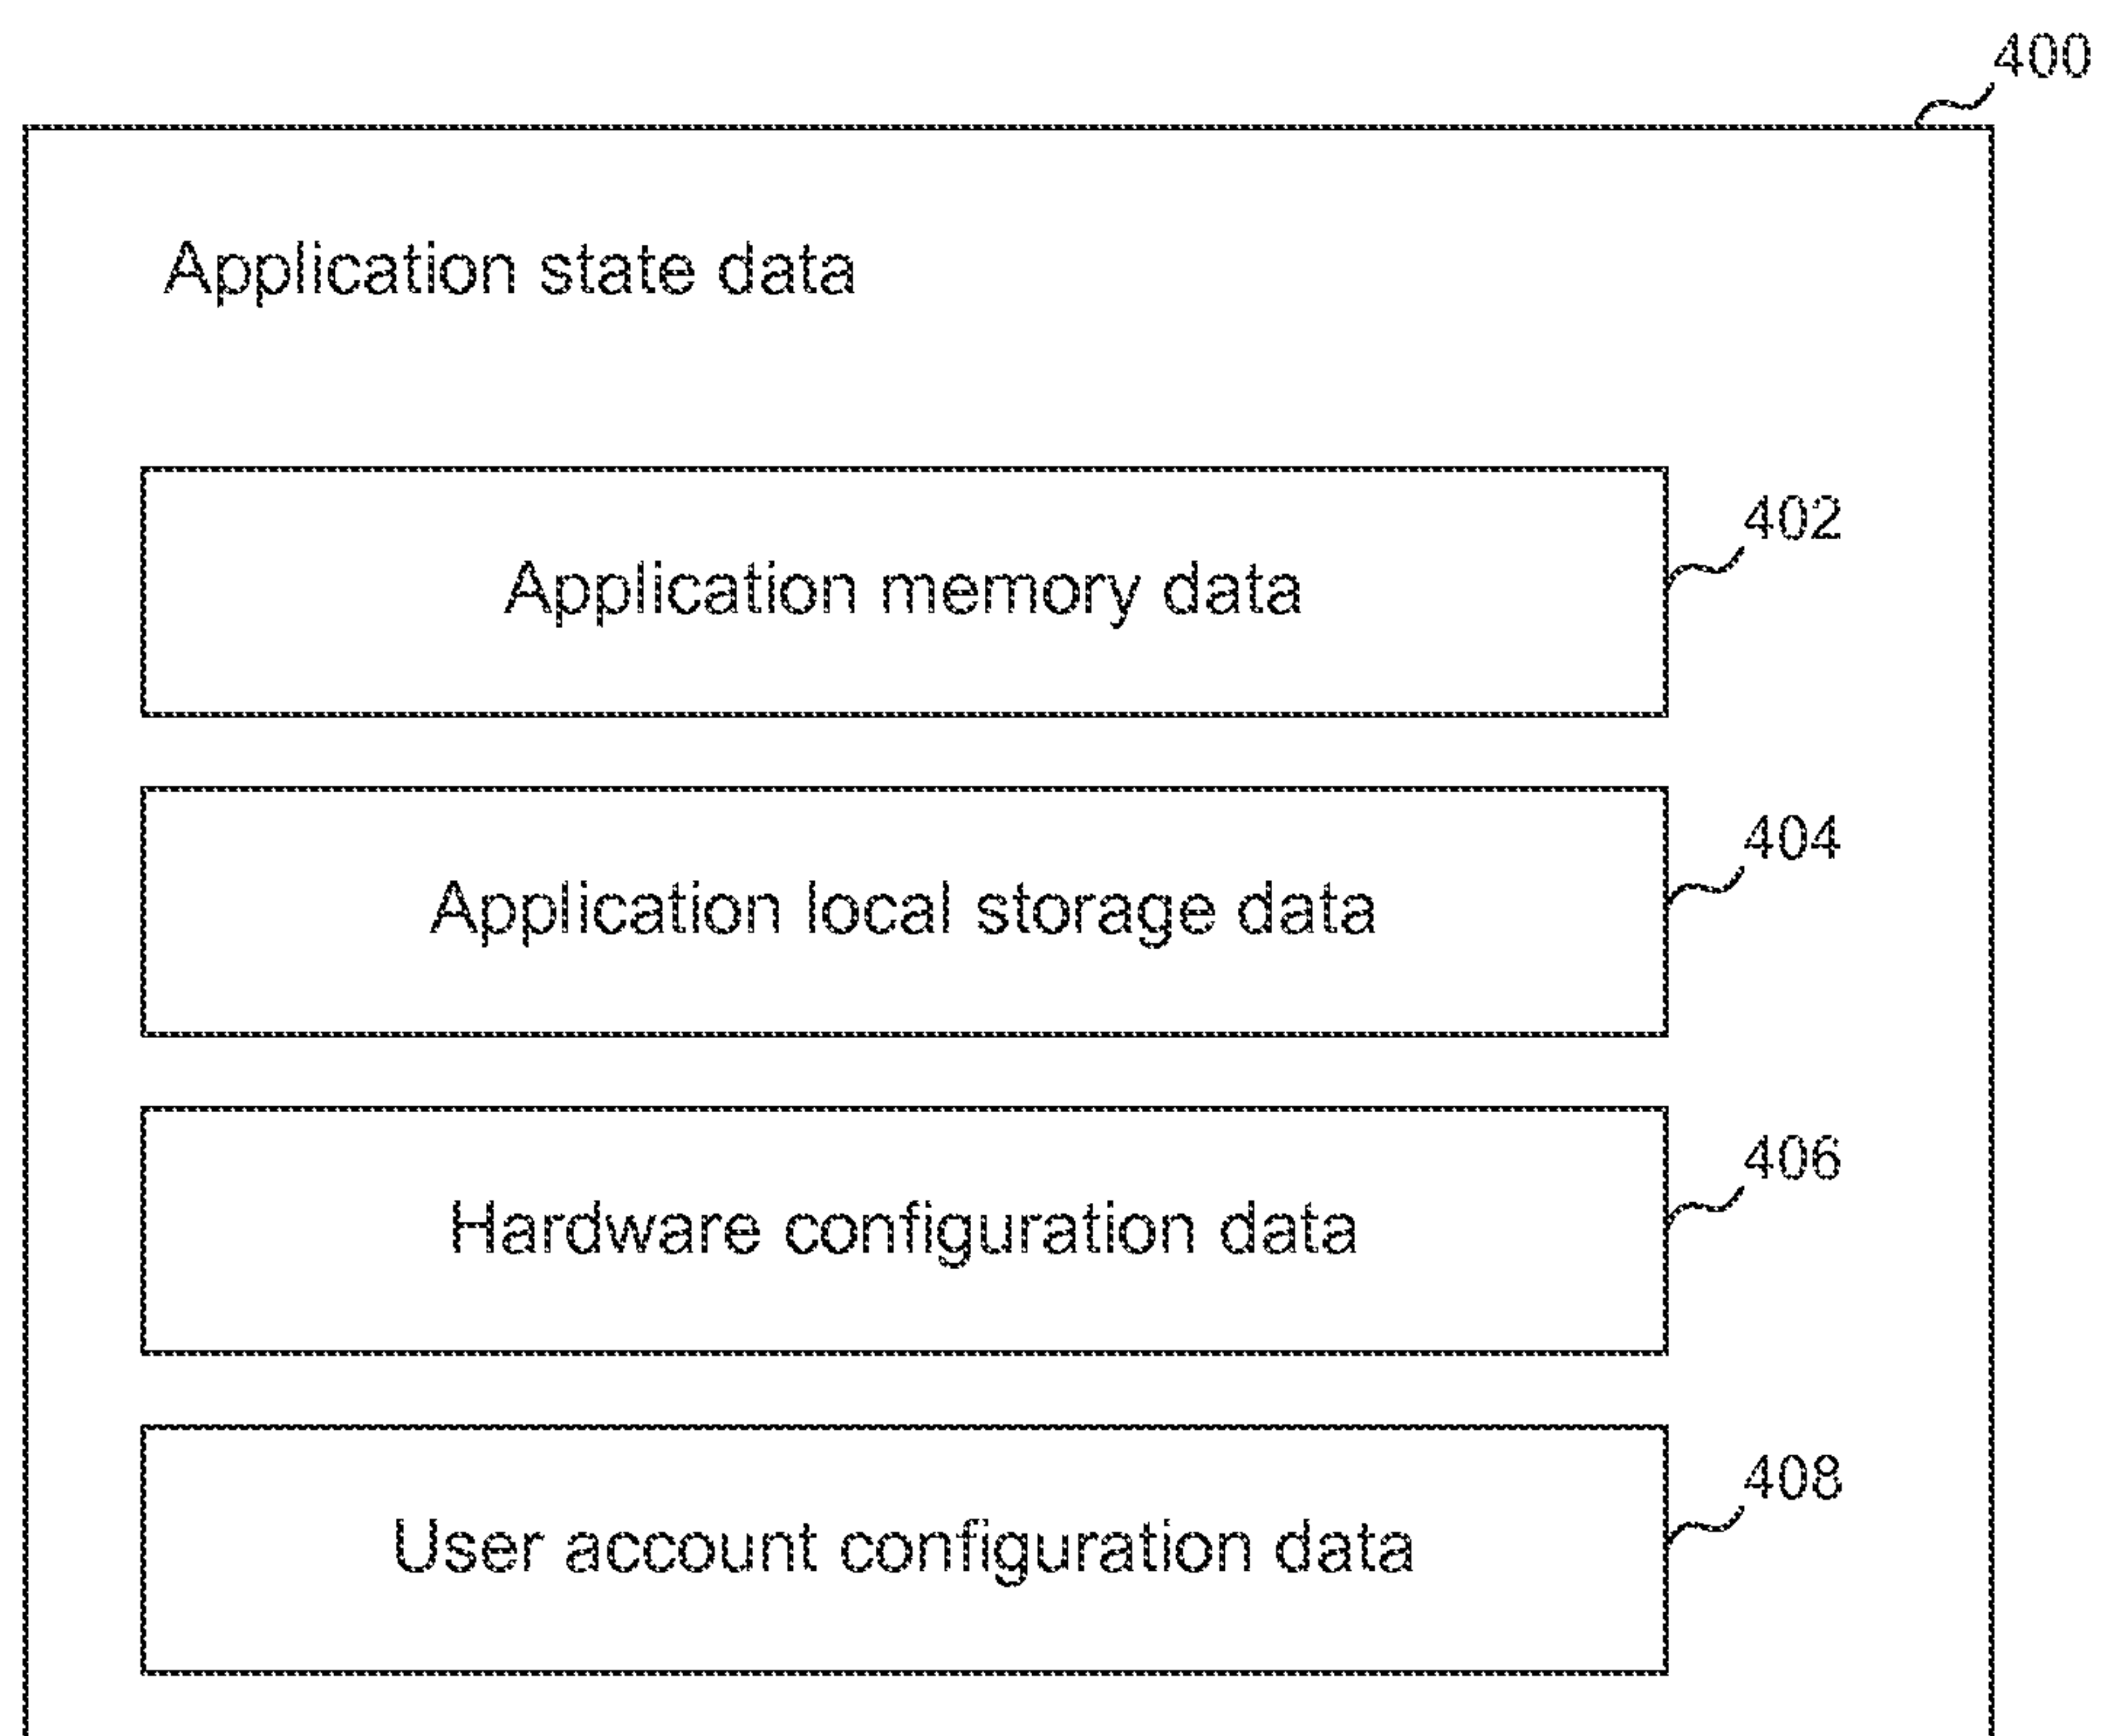 400
Application state data
402
Application memory data
404
Application local storage data
406
Hardware configuration data
408
User account configuration data